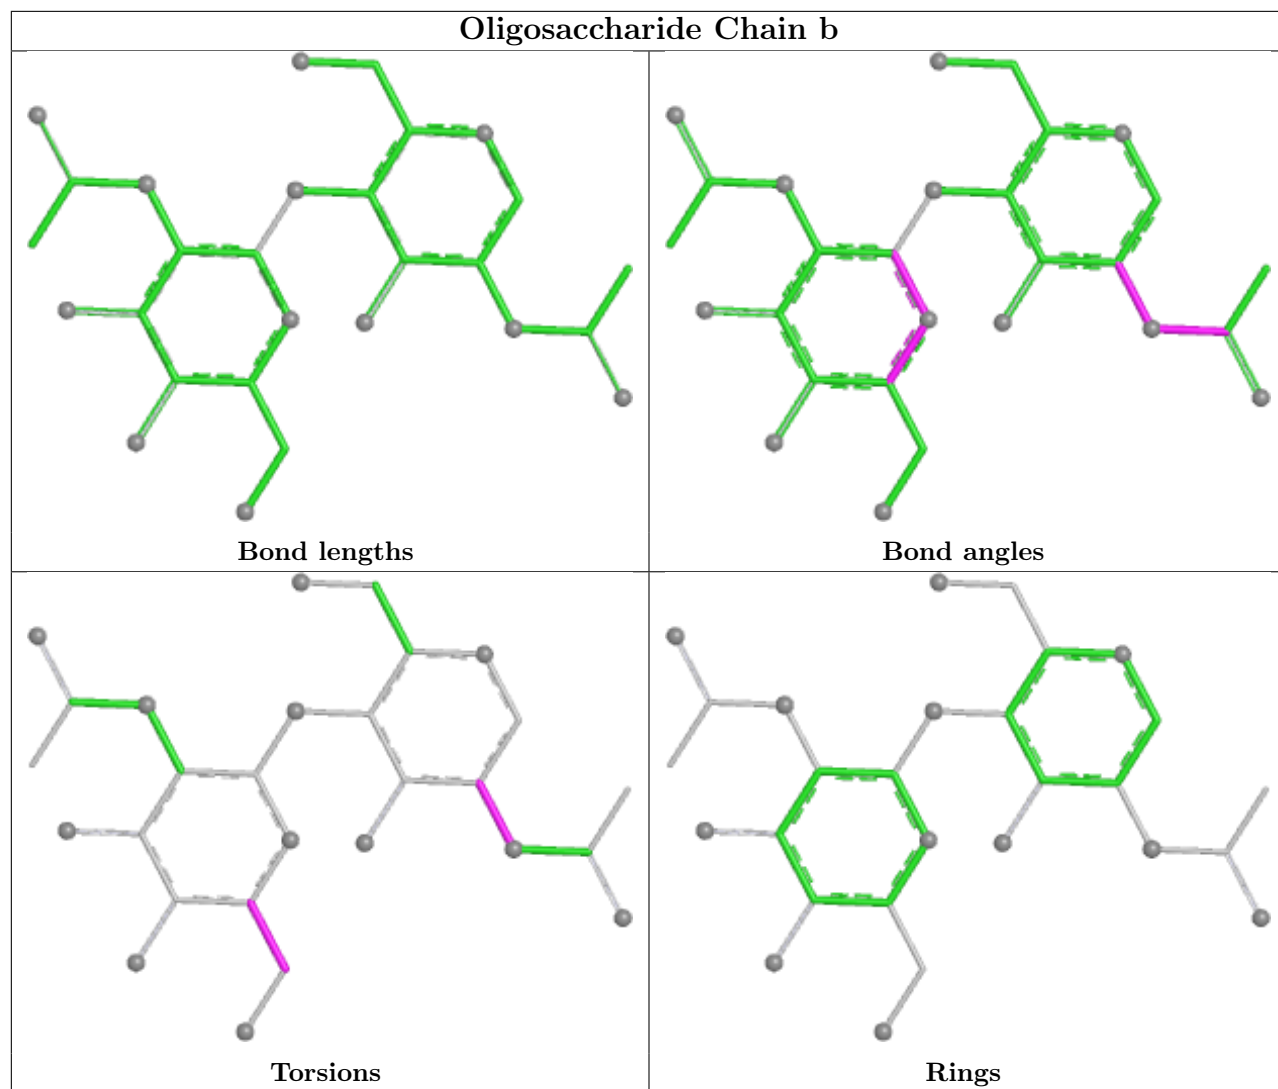 Oligosaccharide Chain b
Bond lengths
Bond angles
Torsions
Rings